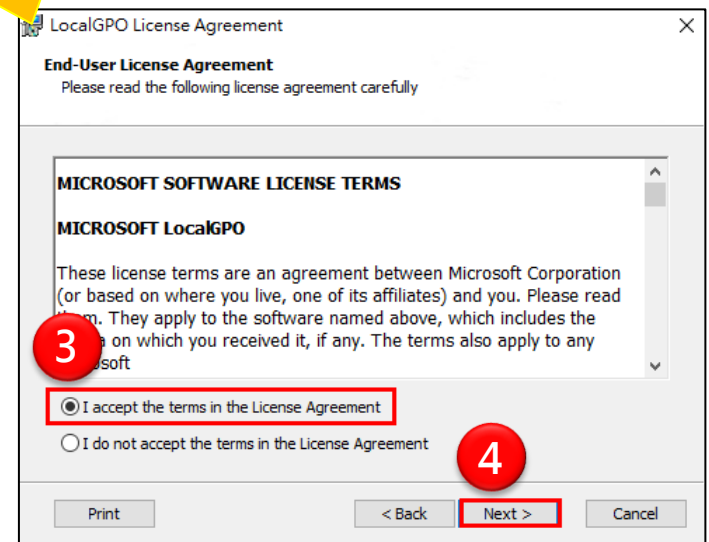 LocalGPO License Agreement
End-User License Agreement
Please read the following license agreement carefully
MICROSOFT SOFTWARE LICENSE TERMS
MICROSOFT LocalGPO
These license terms are an agreement between Microsoft Corporation
(or based on where you live, one of its affiliates) and you. Please read
They apply to the software named above, which includes the
on which you received it, if any. The terms also apply to any
3
I accept the terms in the License Agreement
I do not accept the terms in the License Agreement
4
Print
< Back
Next >
Cancel